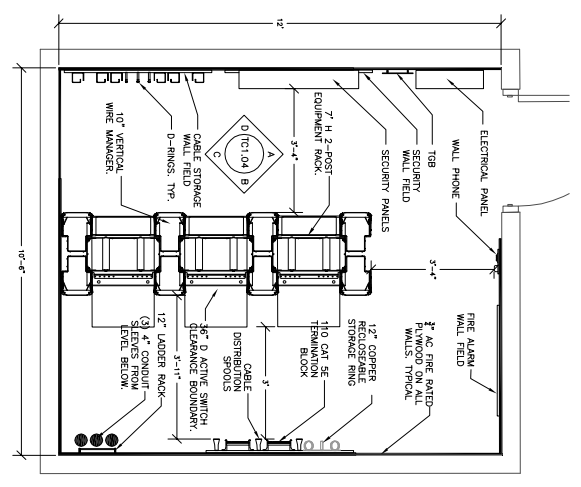 12'
10'-6"
ELECTRICAL PANEL
WALL PHONE
TGB
SECURITY
WALL FIELD
SECURITY PANELS
7' H 2-POST
EQUIPMENT RACK.
3'-4"
A
B
C
D
TC1.04
CABLE STORAGE
WALL FIELD
D-RINGS, TYP.
10" VERTICAL
WIRE MANAGER.
3'-4"
FIRE ALARM
WALL FIELD
¾" AC FIRE RATED
PLYWOOD ON ALL
WALLS, TYPICAL
12" COPPER
RECLOSEABLE
STORAGE RING
110 CAT 5E
TERMINATION
BLOCK
3'
CABLE
DISTRIBUTION
SPOOLS
36" D ACTIVE SWITCH
CLEARANCE BOUNDARY.
3'-11"
12" LADDER RACK
(3) 4" CONDUIT
SLEEVES FROM
LEVEL BELOW.